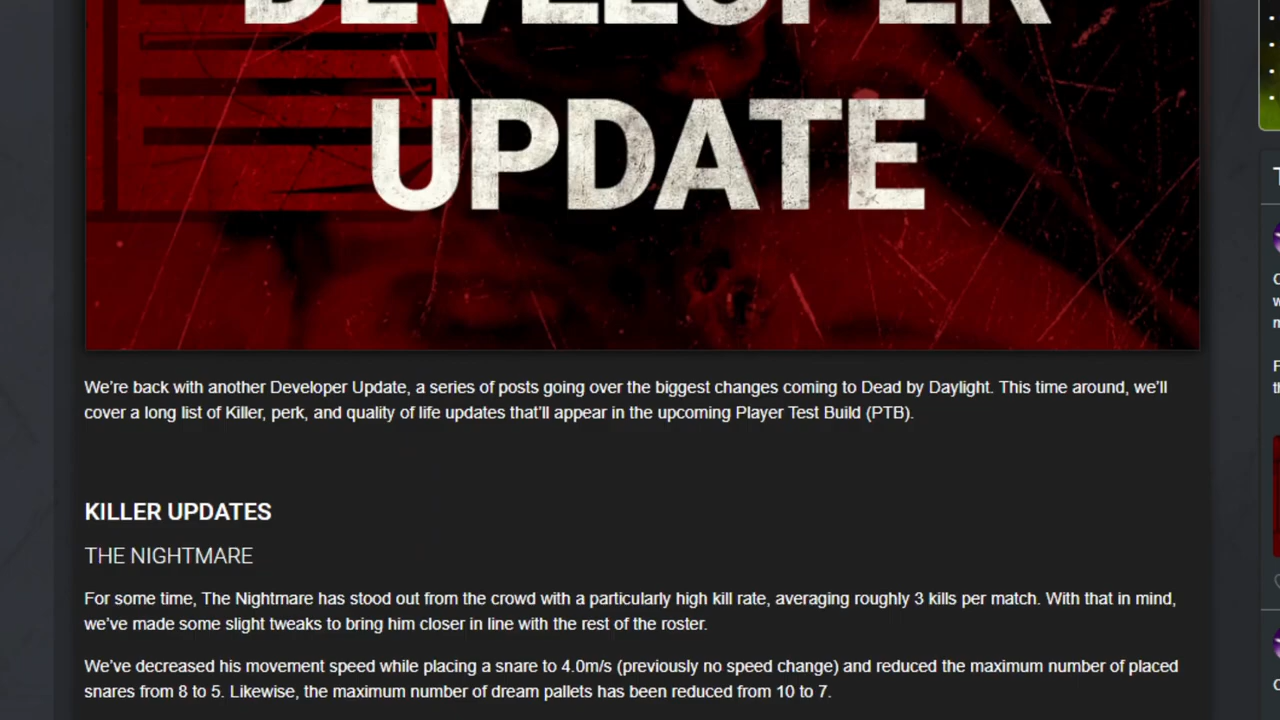 DEVELOPER
UPDATE
We're back with another Developer Update, a series of posts going over the biggest changes coming to Dead by Daylight. This time around, we'll
cover a long list of Killer, perk, and quality of life updates that'll appear in the upcoming Player Test Build (PTB).
KILLER UPDATES
THE NIGHTMARE
For some time, The Nightmare has stood out from the crowd with a particularly high kill rate, averaging roughly 3 kills per match. With that in mind,
we've made some slight tweaks to bring him closer in line with the rest of the roster.
We've decreased his movement speed while placing a snare to 4.0m/s (previously no speed change) and reduced the maximum number of placed
snares from 8 to 5. Likewise, the maximum number of dream pallets has been reduced from 10 to 7.